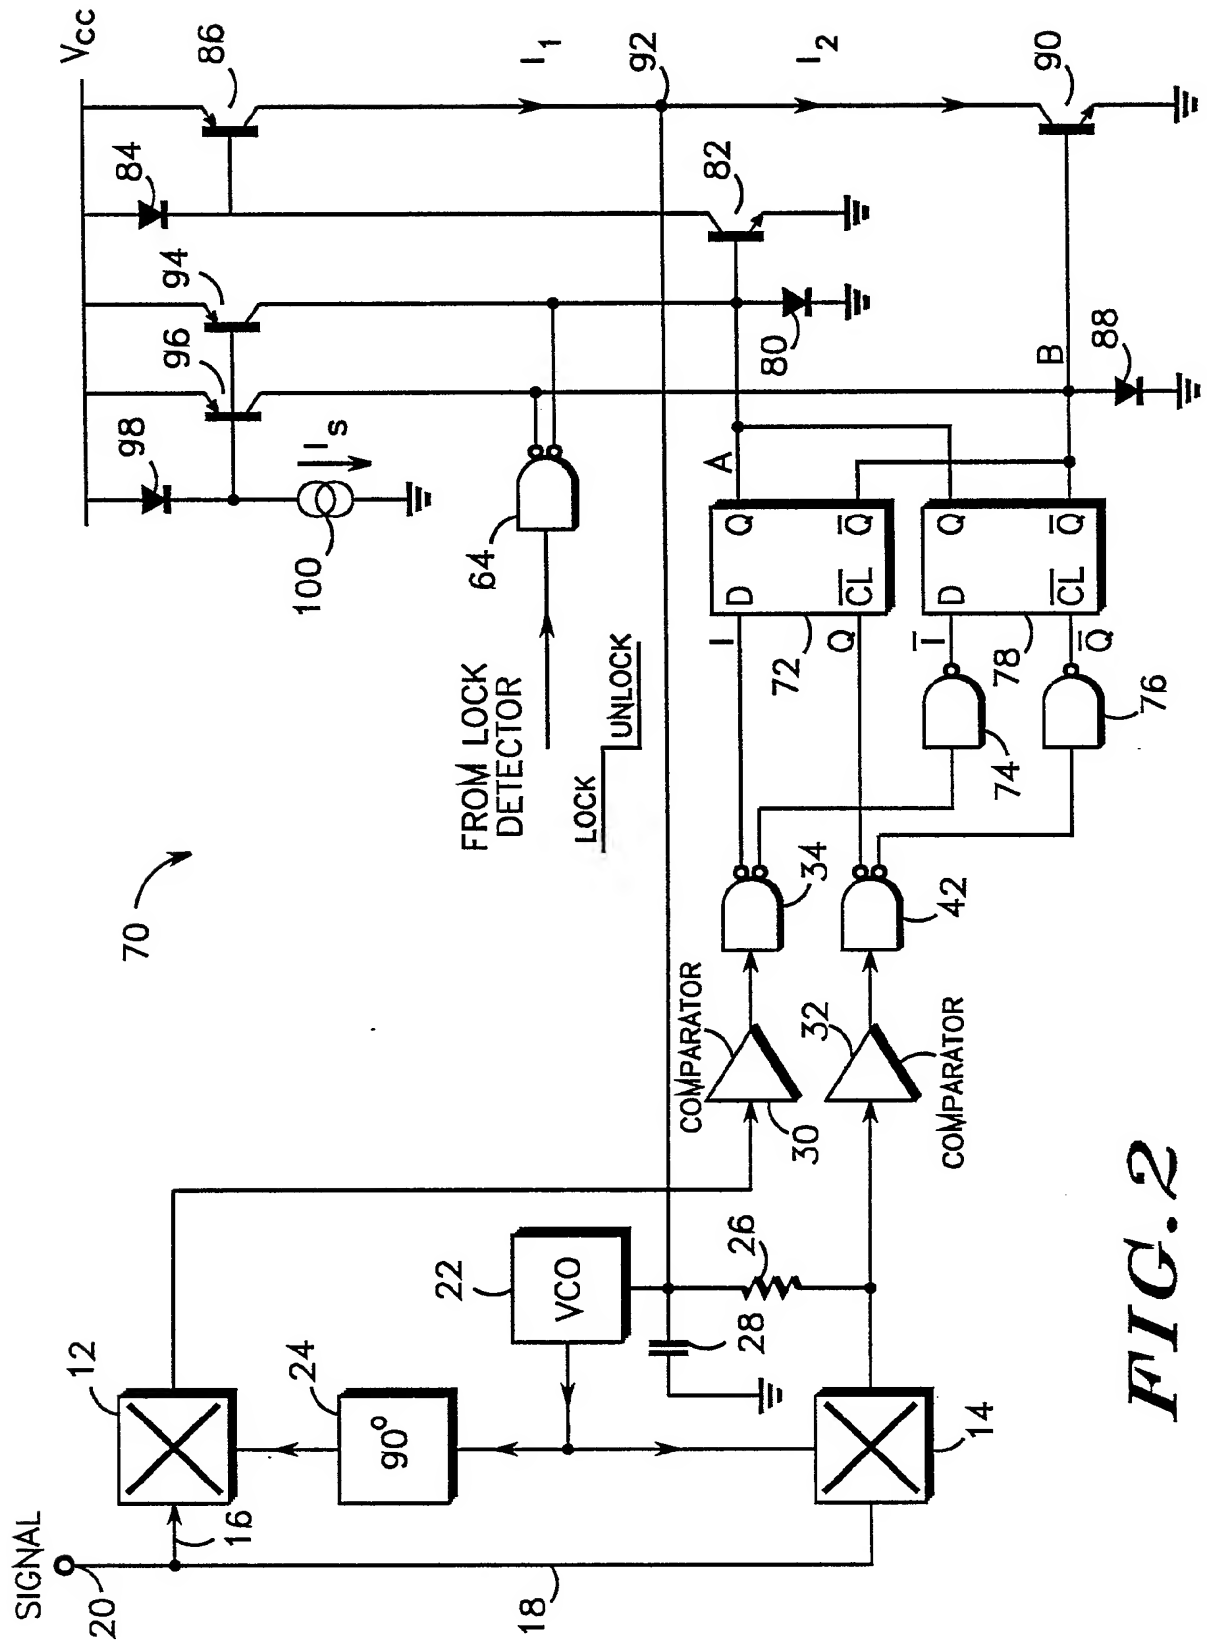 SIGNAL
20
16
18
12
24
90°
22
VCO
14
28
26
30
COMPARATOR
32
COMPARATOR
34
42
70
FROM LOCK
DETECTOR
LOCK
UNLOCK
64
74
76
I
Q
I̅
Q̅
72
D
Q
C̅L̅
Q̅
78
D
Q
C̅L̅
Q̅
A
B
100
Is
98
96
94
84
86
Vcc
80
82
88
90
I1
92
I2
FIG. 2